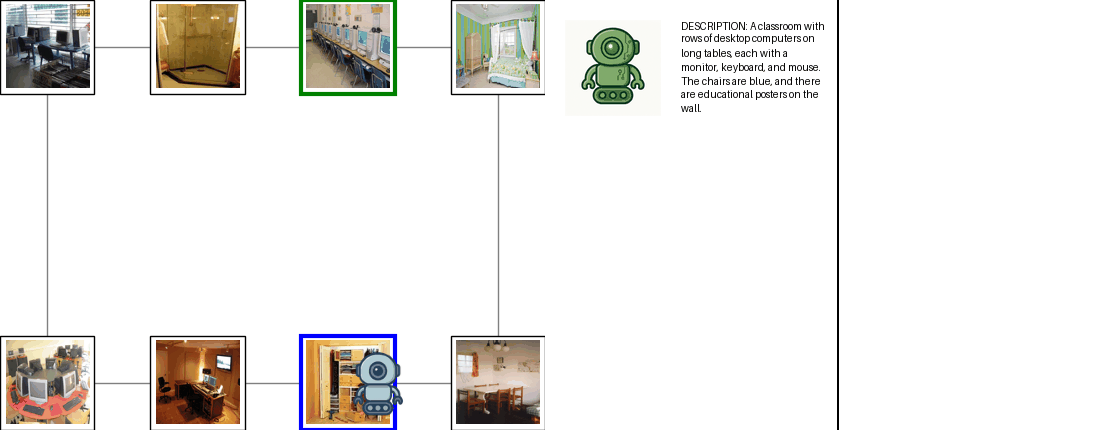 DESCRIPTION: A classroom with
rows of desktop computers on
long tables, each with a
monitor, keyboard, and mouse.
The chairs are blue, and there
are educational posters on the
wall.